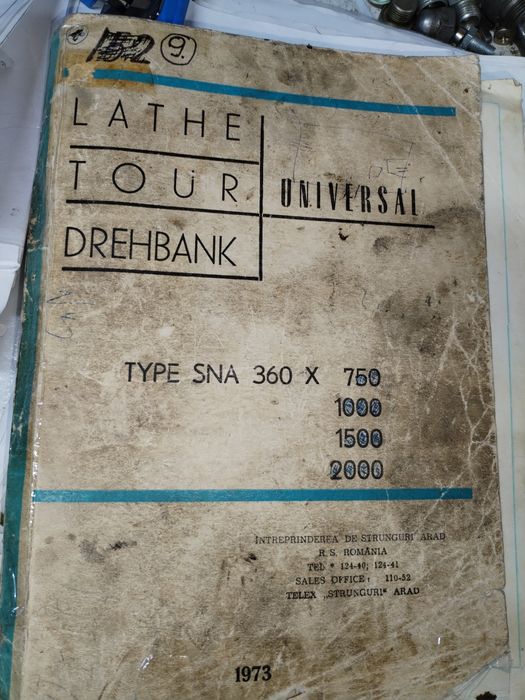 9.
LATHE
TOUR
DREHBANK
UNIVERSAL
TYPE SNA 360 X 750
1000
1500
2000
INTREPRINDEREA DE STRUNGURI ARAD
R.S. ROMÂNIA
TEL * 124-40; 124-41
SALES OFFICE: 110-52
TELEX „STRUNGURI" ARAD
1973